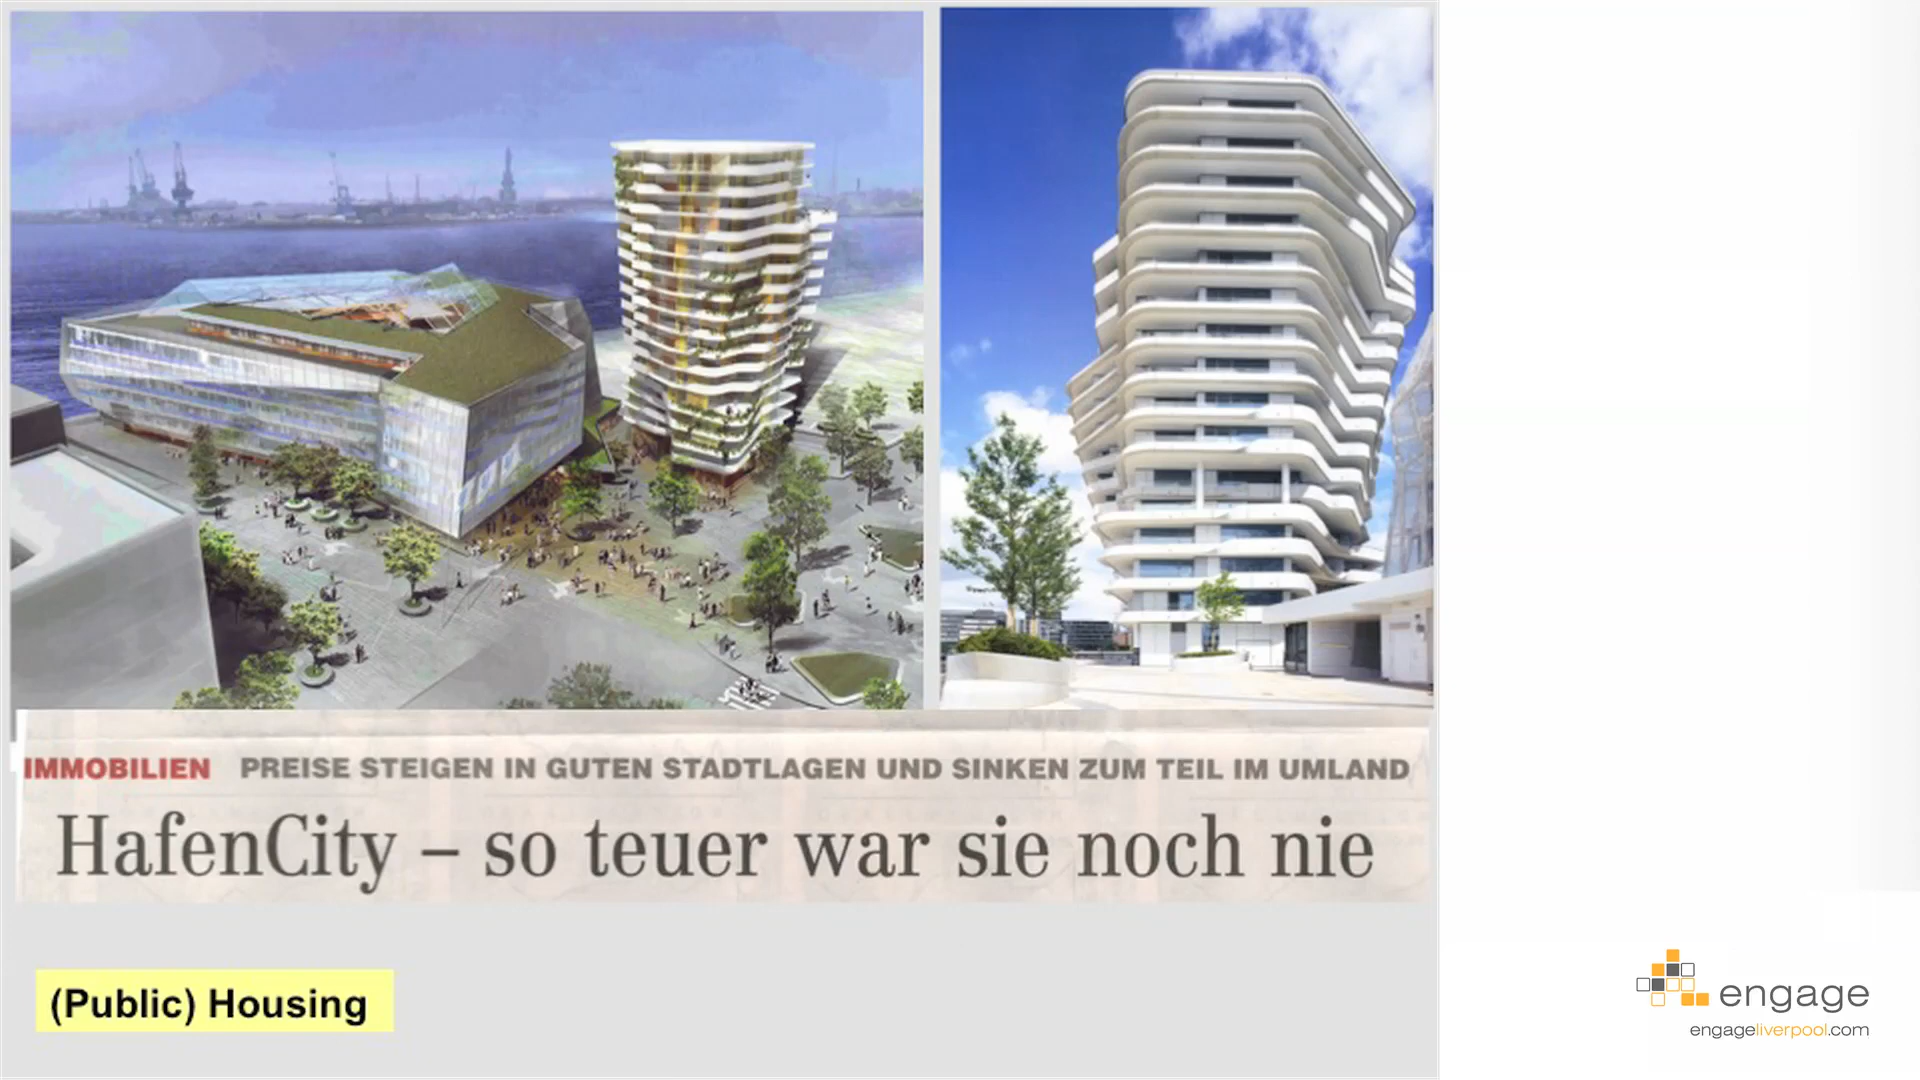 IMMOBILIEN PREISE STEIGEN IN GUTEN STADTLAGEN UND SINKEN ZUM TEIL IM UMLAND
HafenCity – so teuer war sie noch nie
(Public) Housing
engage
engageliverpool.com